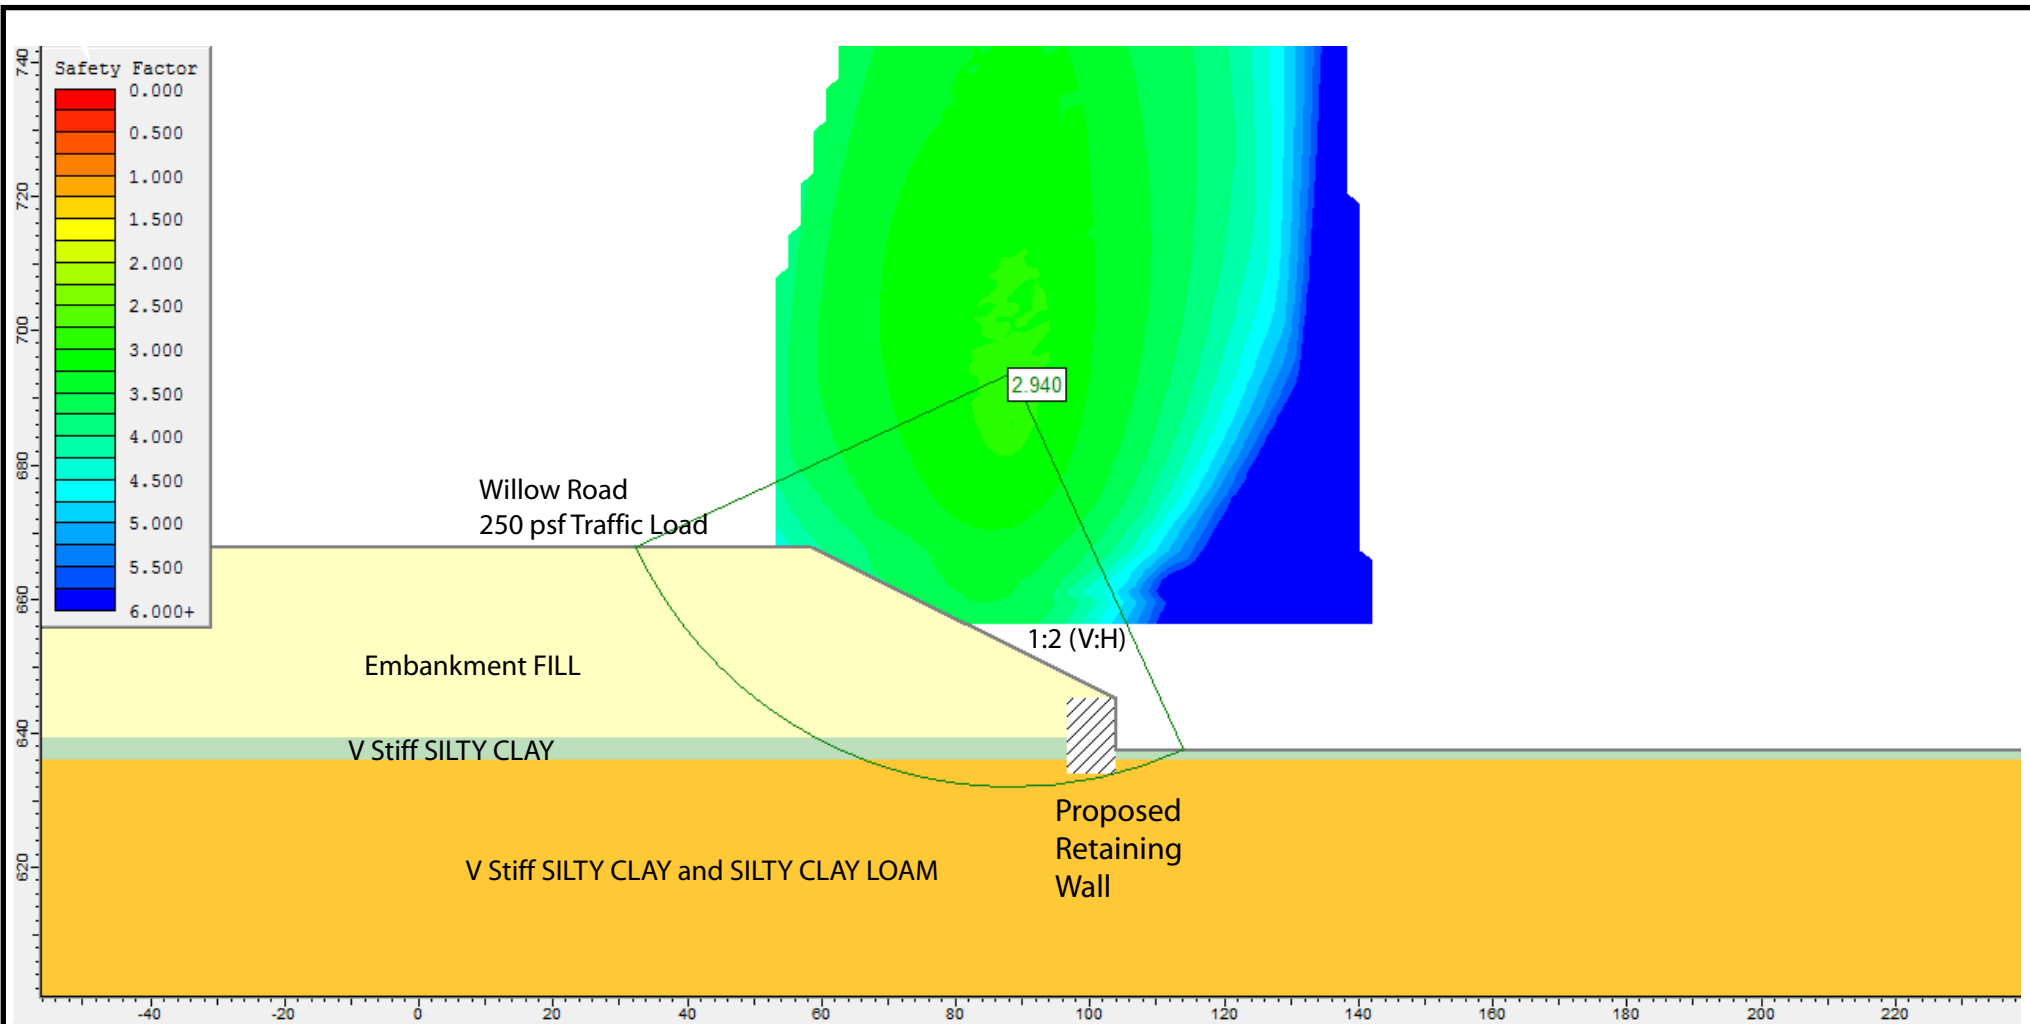 Safety Factor
0.000
0.500
1.000
1.500
2.000
2.500
3.000
3.500
4.000
4.500
5.000
5.500
6.000+
740
720
700
680
660
640
620
2.940
Willow Road
250 psf Traffic Load
1:2 (V:H)
Embankment FILL
V Stiff SILTY CLAY
Proposed
Retaining
Wall
V Stiff SILTY CLAY and SILTY CLAY LOAM
-40 -20 0 20 40 60 80 100 120 140 160 180 200 220